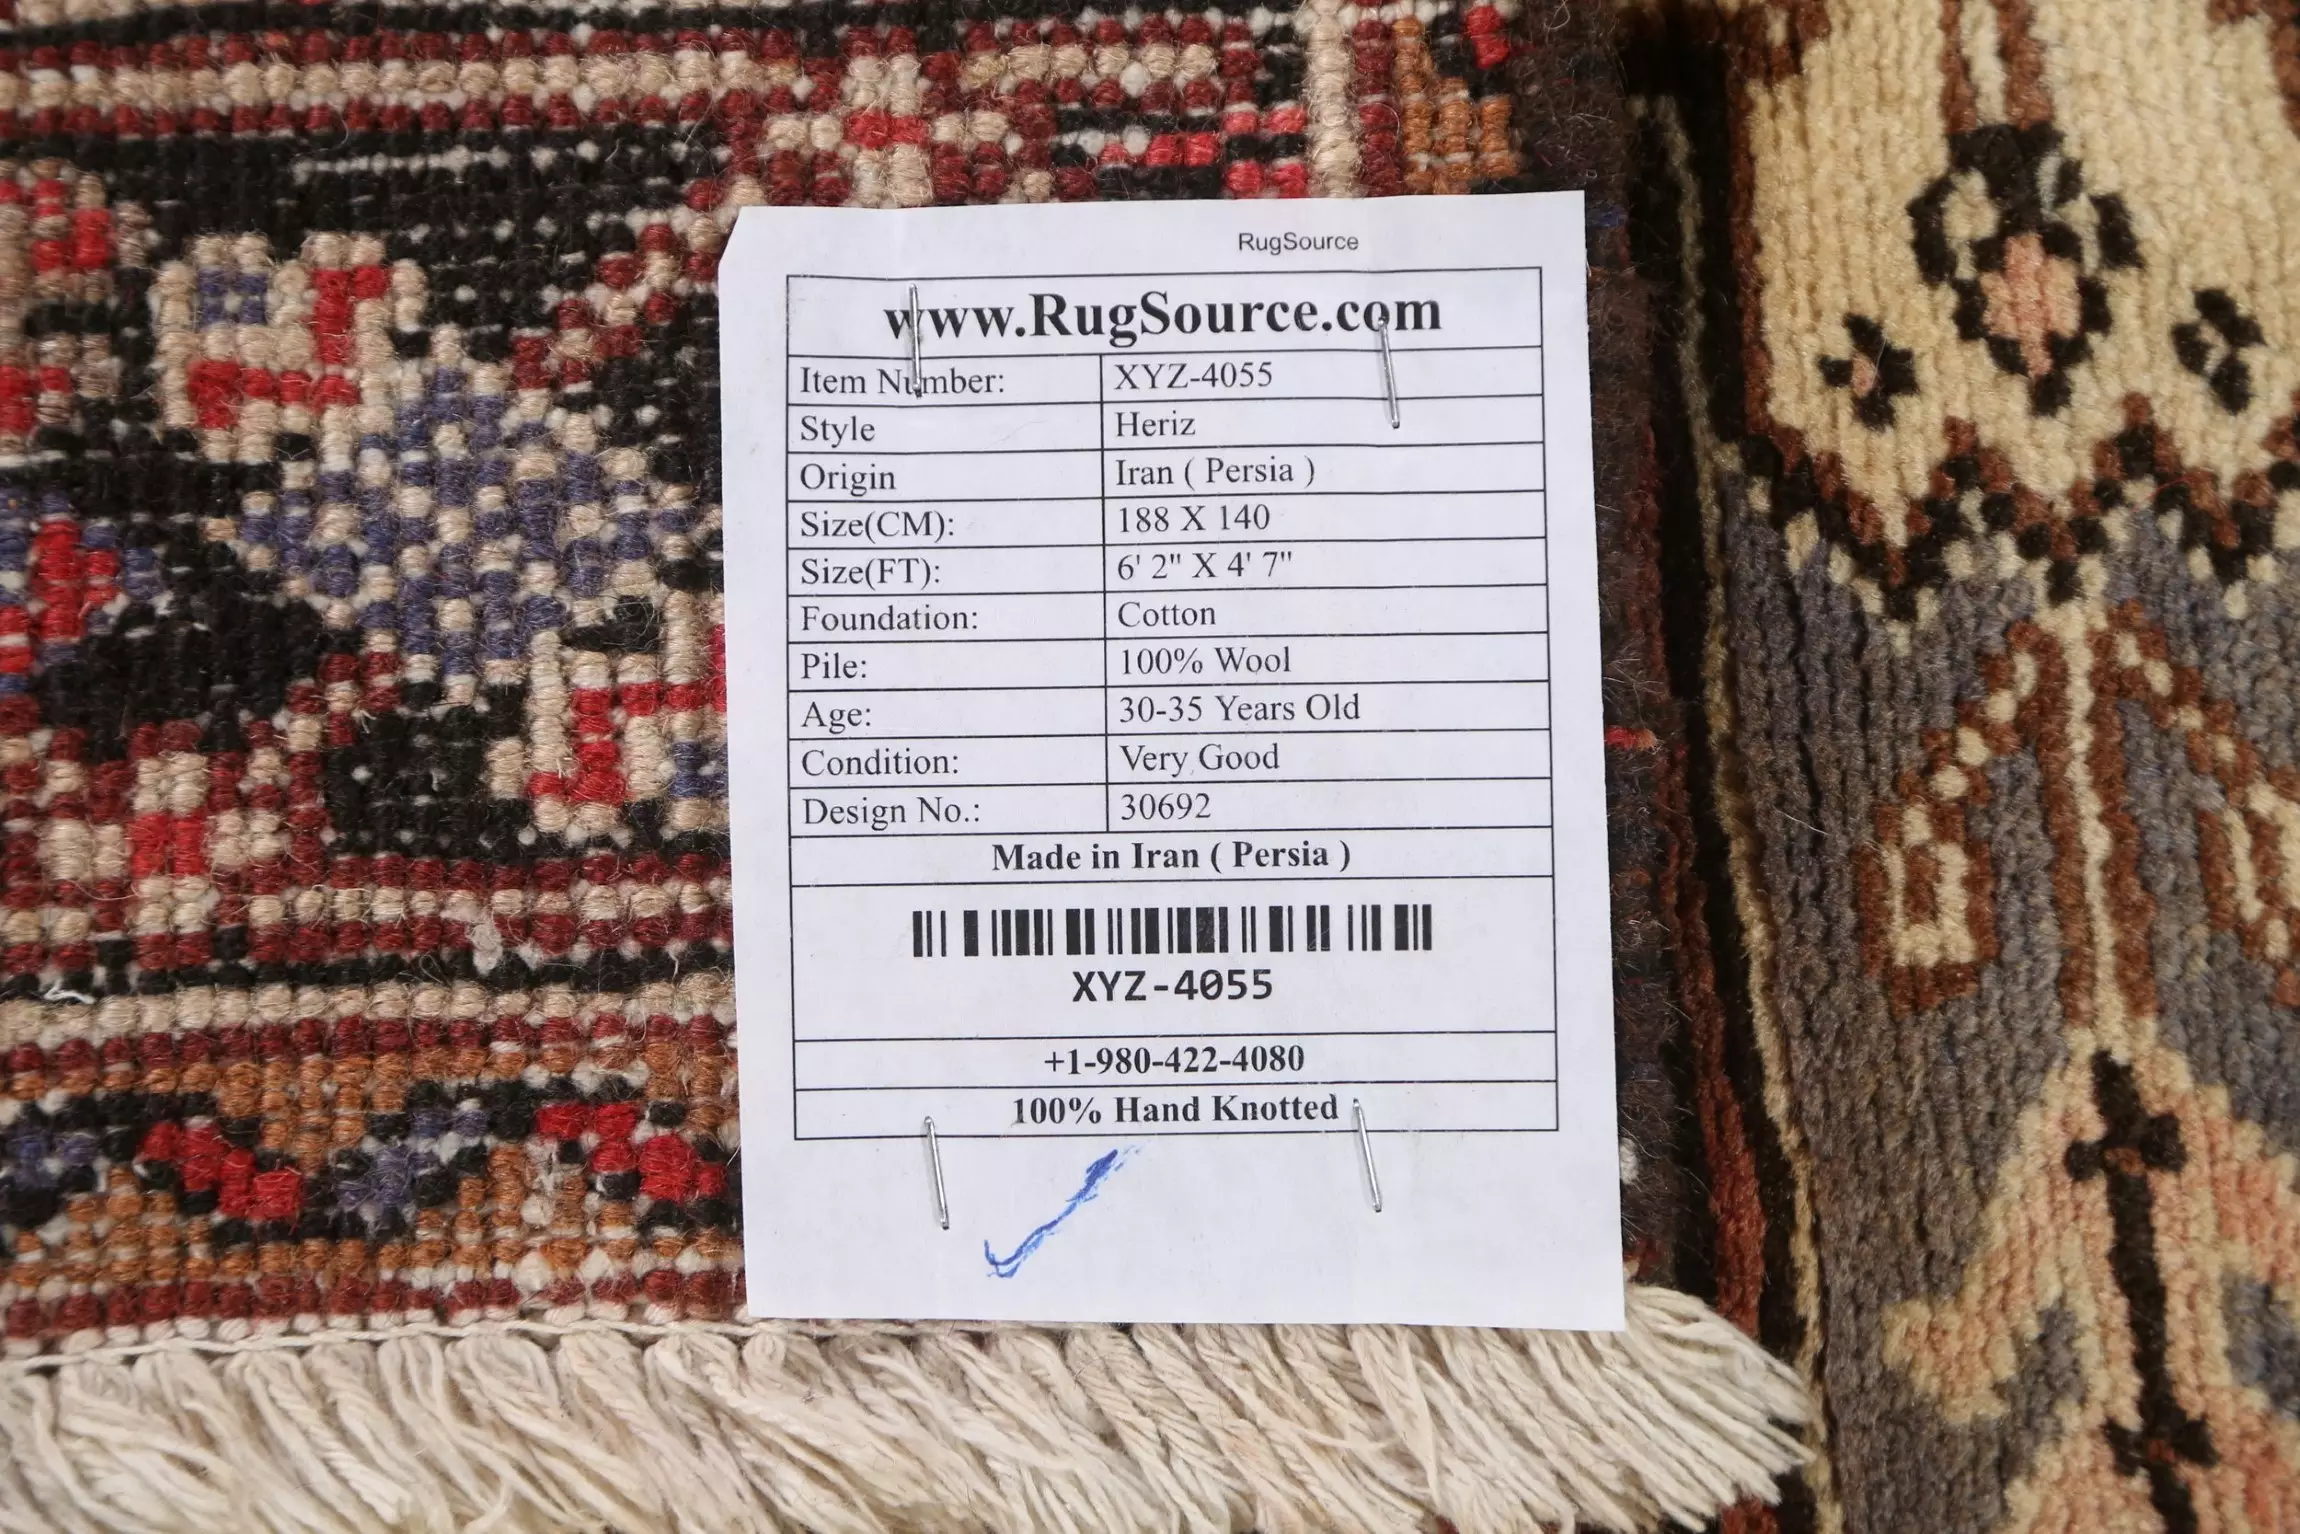 RugSource
www.RugSource.com
Item Number: XYZ-4055
Style Heriz
Origin Iran ( Persia )
Size(CM): 188 X 140
Size(FT): 6' 2" X 4' 7"
Foundation: Cotton
Pile: 100% Wool
Age: 30-35 Years Old
Condition: Very Good
Design No.: 30692
Made in Iran ( Persia )
XYZ-4055
+1-980-422-4080
100% Hand Knotted